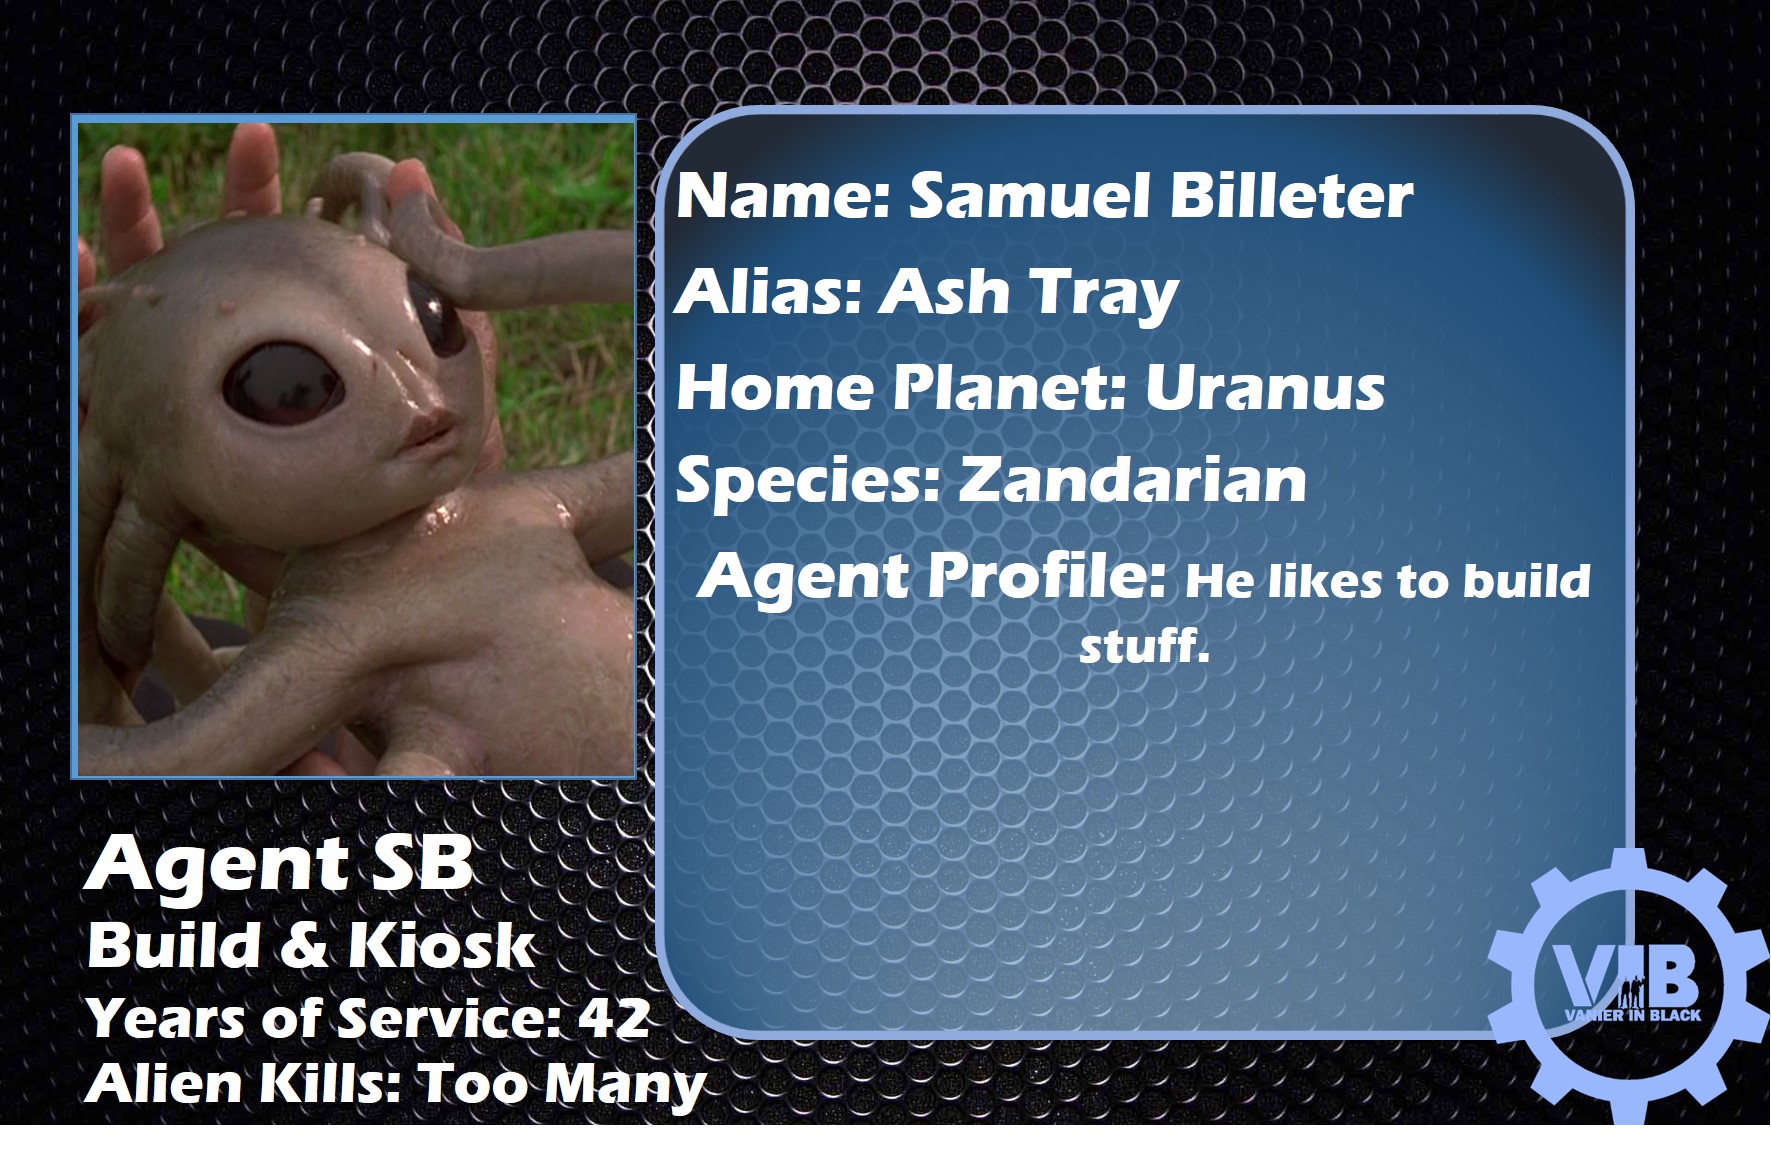 Name: Samuel Billeter
Alias: Ash Tray
Home Planet: Uranus
Species: Zandarian
Agent Profile: He likes to build
stuff.
Agent SB
Build & Kiosk
Years of Service: 42
Alien Kills: Too Many
VIB
VANIER IN BLACK